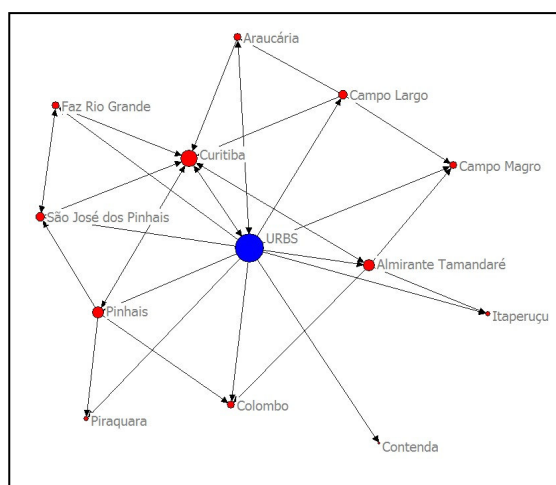 Araucária
Campo Largo
Faz Rio Grande
Curitiba
Campo Magro
São José dos Pinhais
URBS
Almirante Tamandaré
Itaperuçu
Pinhais
Colombo
Piraquara
Contenda